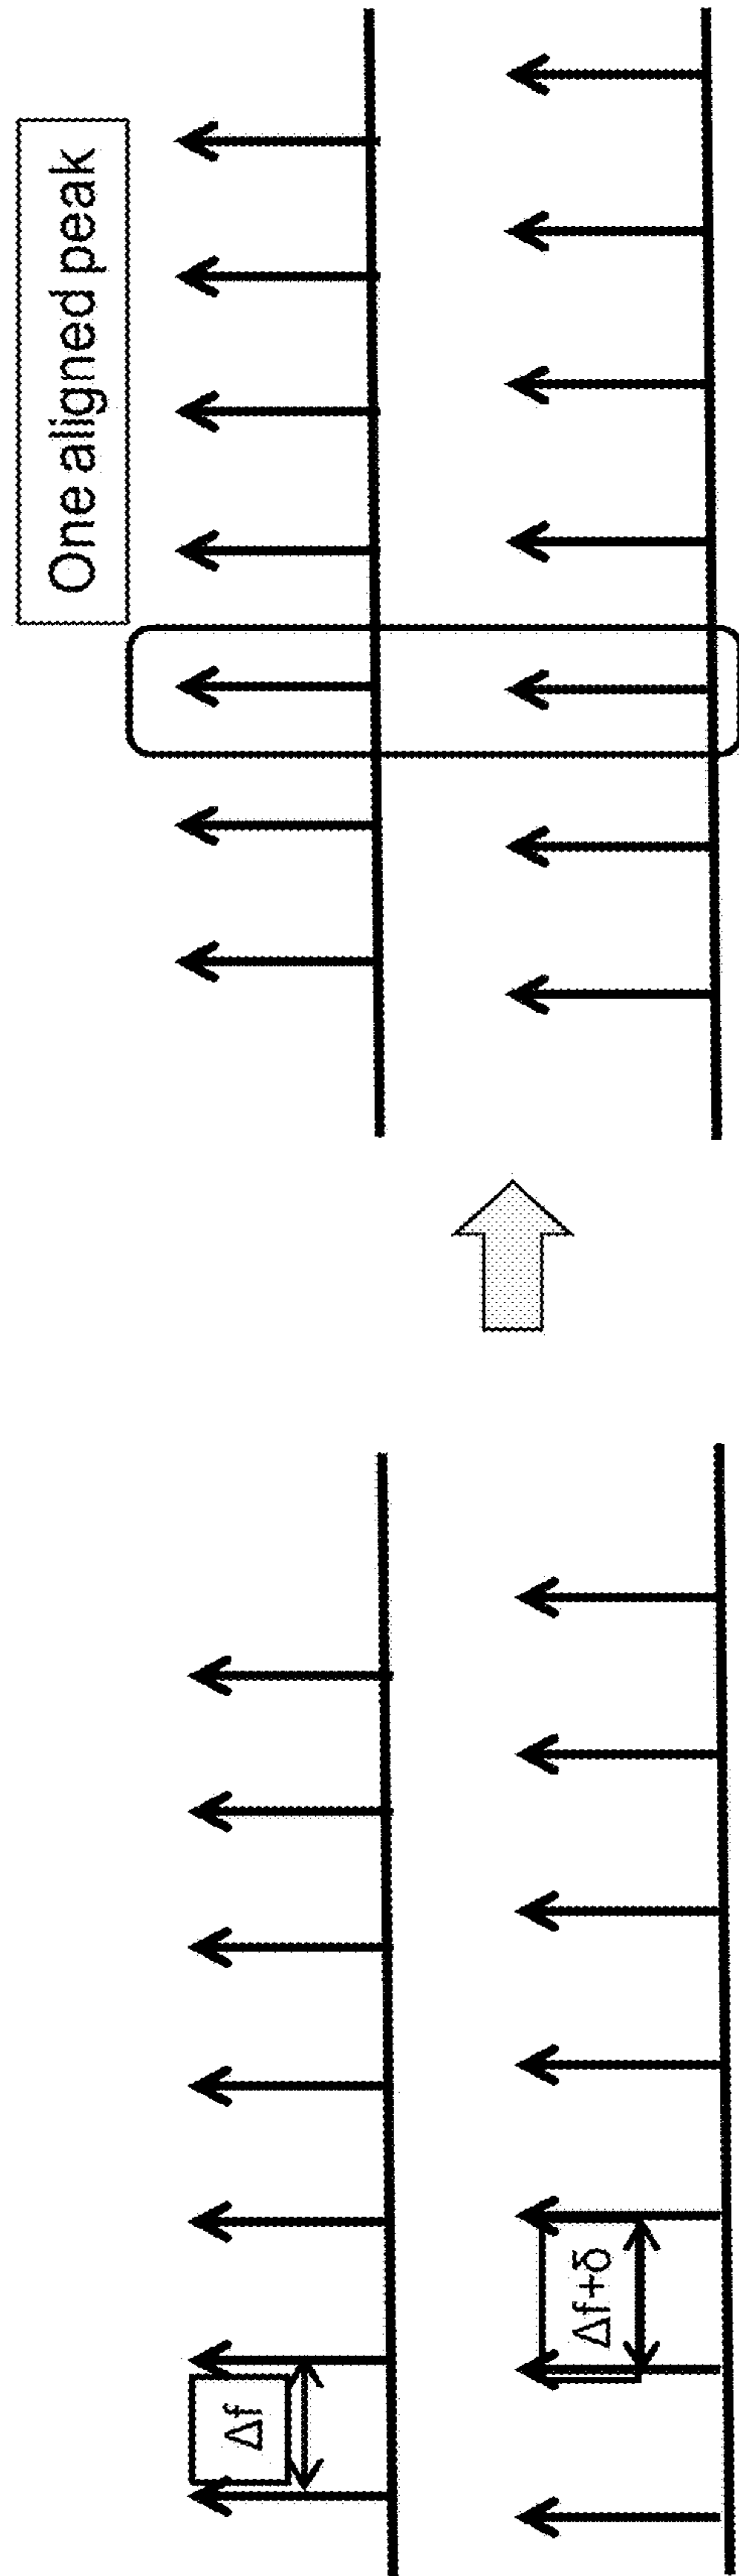 One aligned peak
Δf
Δf+δ